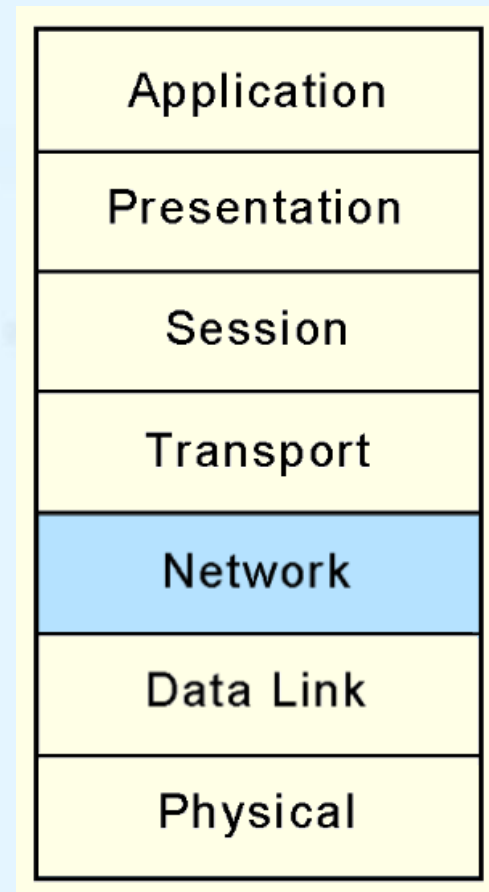 Application
Presentation
Session
Transport
Network
Data Link
Physical